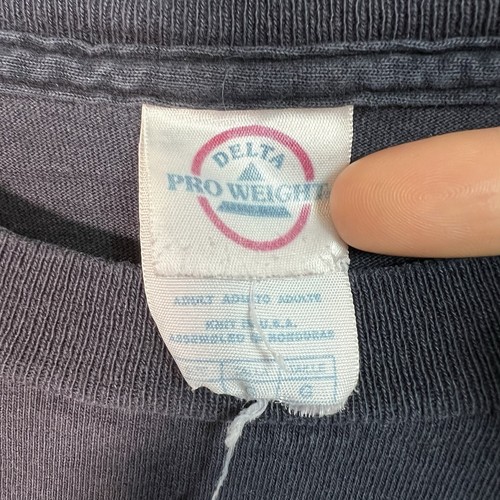 DELTA
PRO WEIGHT
ADULT ADULTO ADULTE
KNIT IN U.S.A.
ASSEMBLED IN HONDURAS
G